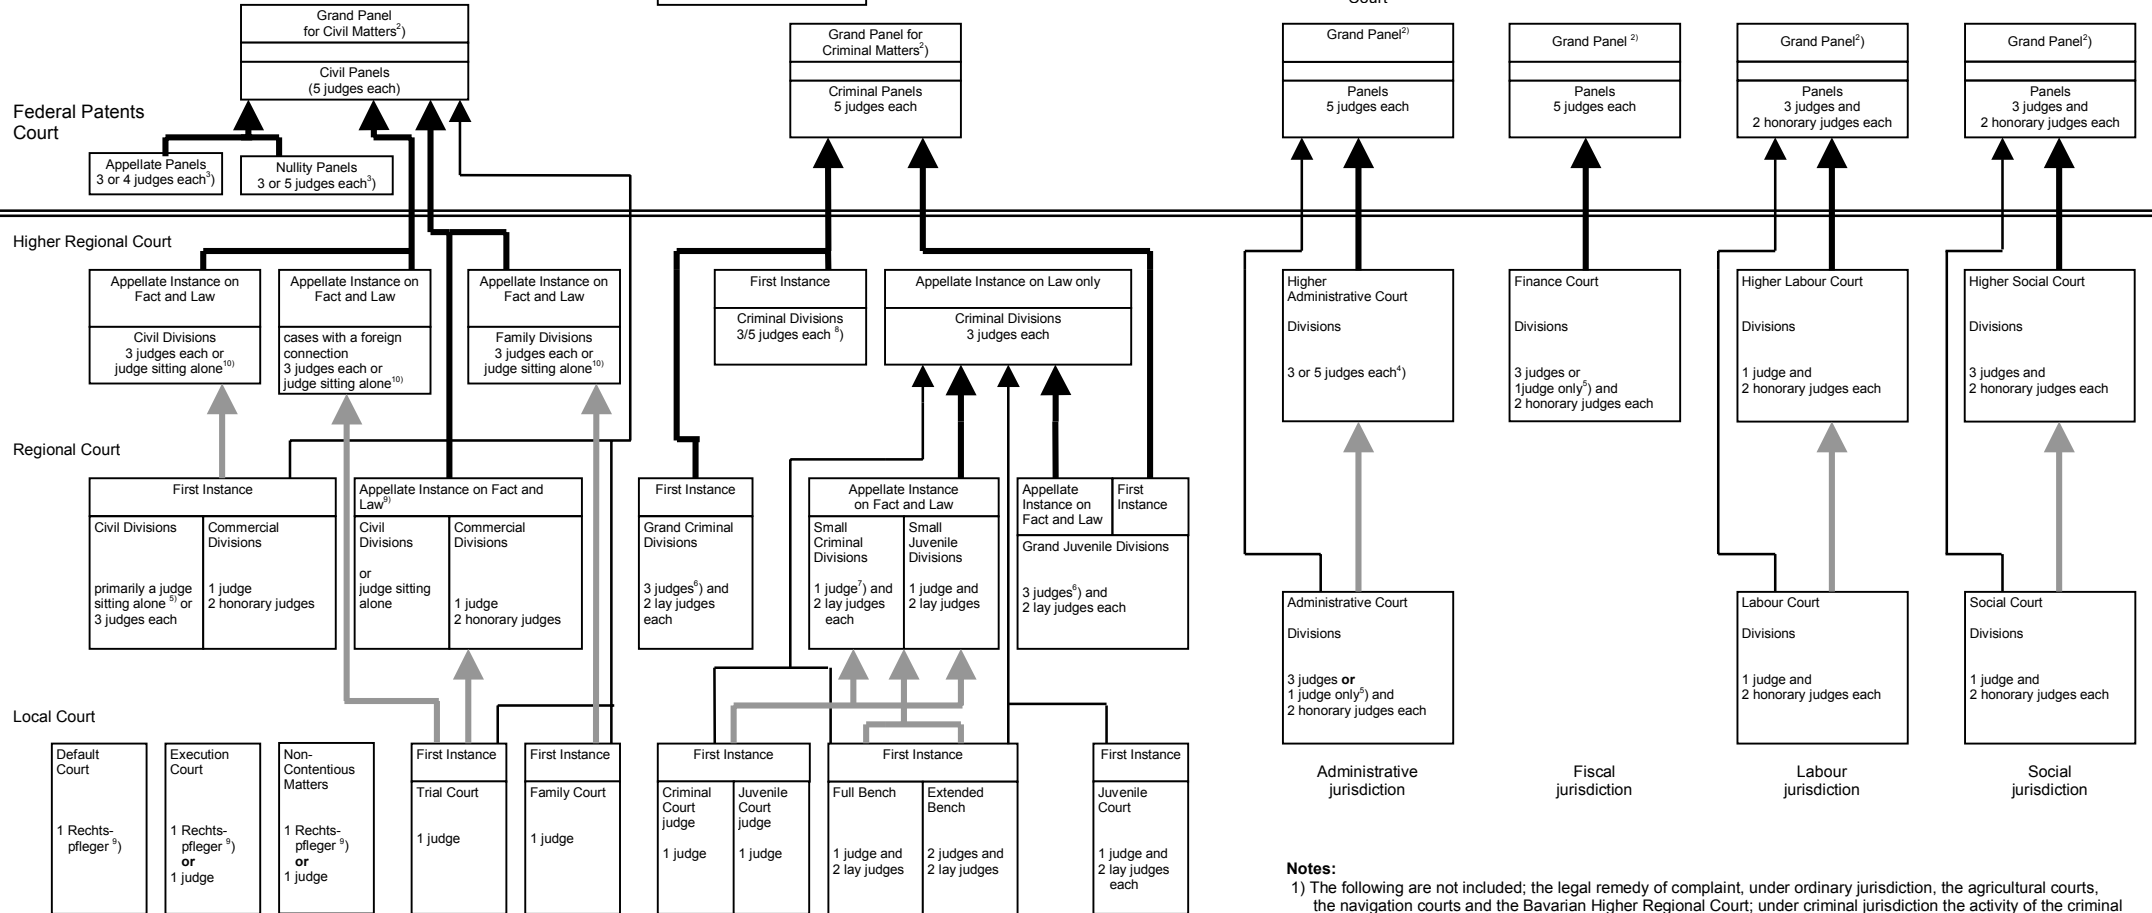 Court
Grand Panel
for Civil Matters²)
Civil Panels
(5 judges each)
Grand Panel for
Criminal Matters²)
Criminal Panels
5 judges each
Grand Panel²⁾
Panels
5 judges each
Grand Panel ²⁾
Panels
5 judges each
Grand Panel²)
Panels
3 judges and
2 honorary judges each
Grand Panel²)
Panels
3 judges and
2 honorary judges each
Federal Patents
Court
Appellate Panels
3 or 4 judges each³)
Nullity Panels
3 or 5 judges each³)
Higher Regional Court
Appellate Instance on
Fact and Law
Civil Divisions
3 judges each or
judge sitting alone¹⁰⁾
Appellate Instance on
Fact and Law
cases with a foreign
connection
3 judges each or
judge sitting alone¹⁰⁾
Appellate Instance on
Fact and Law
Family Divisions
3 judges each or
judge sitting alone¹⁰⁾
First Instance
Criminal Divisions
3/5 judges each ⁸)
Appellate Instance on Law only
Criminal Divisions
3 judges each
Higher
Administrative Court
Divisions
3 or 5 judges each⁴)
Finance Court
Divisions
3 judges or
1judge only⁵) and
2 honorary judges each
Higher Labour Court
Divisions
1 judge and
2 honorary judges each
Higher Social Court
Divisions
3 judges and
2 honorary judges each
Regional Court
First Instance
Civil Divisions
primarily a judge
sitting alone ⁵⁾ or
3 judges each
Commercial
Divisions
1 judge
2 honorary judges
Appellate Instance on Fact and
Law⁹⁾
Civil
Divisions
or
judge sitting
alone
Commercial
Divisions
1 judge
2 honorary judges
First Instance
Grand Criminal
Divisions
3 judges⁶) and
2 lay judges
each
Appellate Instance
on Fact and Law
Small
Criminal
Divisions
1 judge⁷) and
2 lay judges
each
Small
Juvenile
Divisions
1 judge and
2 lay judges
Appellate
Instance on
Fact and Law
First
Instance
Grand Juvenile Divisions
3 judges⁶) and
2 lay judges each
Administrative Court
Divisions
3 judges or
1 judge only⁵) and
2 honorary judges each
Labour Court
Divisions
1 judge and
2 honorary judges each
Social Court
Divisions
1 judge and
2 honorary judges each
Local Court
Default
Court
1 Rechts-
pfleger ⁹)
Execution
Court
1 Rechts-
pfleger ⁹)
or
1 judge
Non-
Contentious
Matters
1 Rechts-
pfleger ⁹)
or
1 judge
First Instance
Trial Court
1 judge
First Instance
Family Court
1 judge
First Instance
Criminal
Court
judge
1 judge
Juvenile
Court
judge
1 judge
First Instance
Full Bench
1 judge and
2 lay judges
Extended
Bench
2 judges and
2 lay judges
First Instance
Juvenile
Court
1 judge and
2 lay judges
each
Administrative
jurisdiction
Fiscal
jurisdiction
Labour
jurisdiction
Social
jurisdiction
Notes:
1) The following are not included; the legal remedy of complaint, under ordinary jurisdiction, the agricultural courts,
the navigation courts and the Bavarian Higher Regional Court; under criminal jurisdiction the activity of the criminal